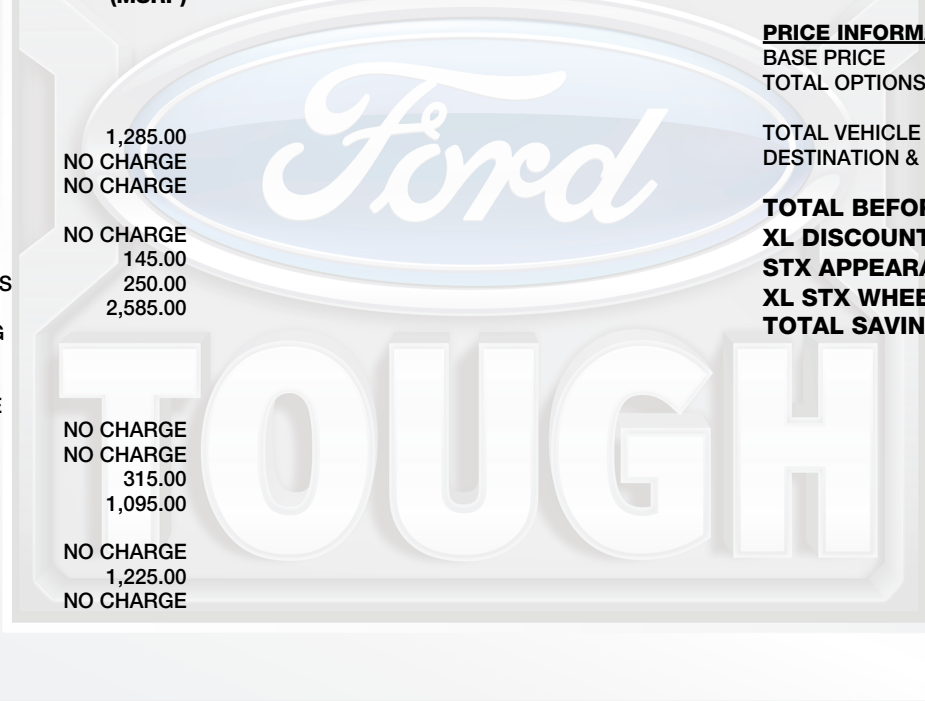 (MSRP)
1,285.00
NO CHARGE
NO CHARGE
NO CHARGE
145.00
250.00
2,585.00
NO CHARGE
NO CHARGE
315.00
1,095.00
NO CHARGE
1,225.00
NO CHARGE
S
G
E
Ford
TOUGH
PRICE INFORMA
BASE PRICE
TOTAL OPTIONS
TOTAL VEHICLE
DESTINATION &
TOTAL BEFOR
XL DISCOUNT
STX APPEARA
XL STX WHEE
TOTAL SAVIN